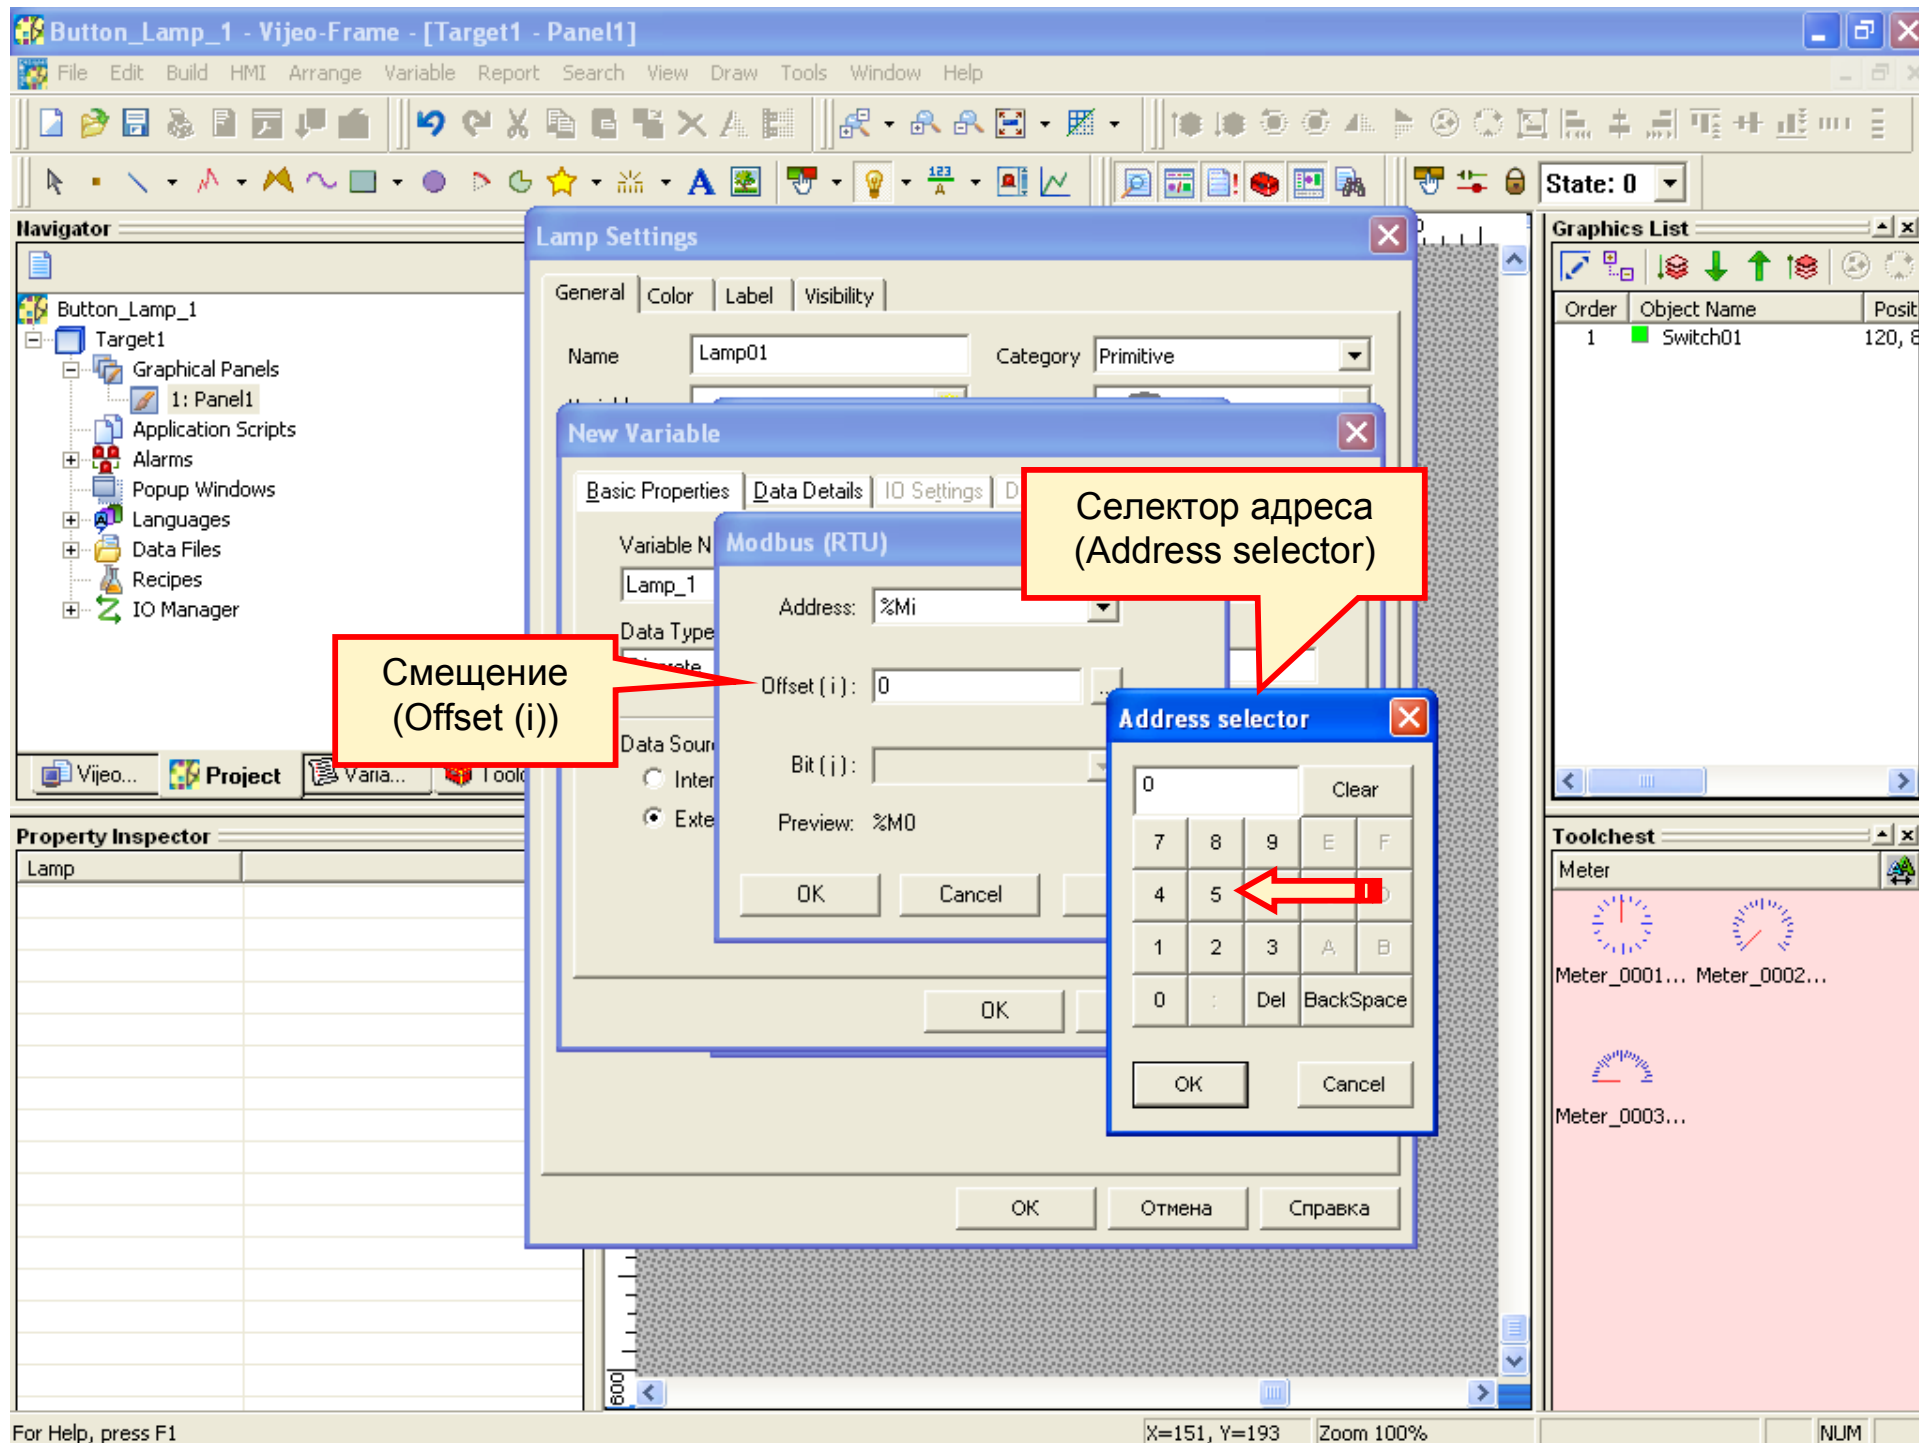 Button_Lamp_1 - Vijeo-Frame - [Target1 - Panel1]
File Edit Build HMI Arrange Variable Report Search View Draw Tools Window Help
State: 0
Navigator
Button_Lamp_1
Target1
Graphical Panels
1: Panel1
Application Scripts
Alarms
Popup Windows
Languages
Data Files
Recipes
IO Manager
Vijeo... Project Varia...
Property Inspector
Lamp
Lamp Settings
General Color Label Visibility
Name Lamp01 Category Primitive
New Variable
Basic Properties Data Details IO Settings D
Variable N
Lamp_1
Data Type
Data Sour
Inter
Exte
OK
Modbus (RTU)
Address: %Mi
Offset(i): 0 ...
Bit(j):
Preview: %M0
OK Cancel
Селектор адреса
(Address selector)
Смещение
(Offset (i))
Address selector
0 Clear
7 8 9 E F
4 5
1 2 3 A B
0 : Del BackSpace
OK Cancel
OK Отмена Справка
600
Graphics List
Order Object Name Posit
1 Switch01 120, 8
Toolchest
Meter
Meter_0001... Meter_0002...
Meter_0003...
For Help, press F1 X=151, Y=193 Zoom 100% NUM